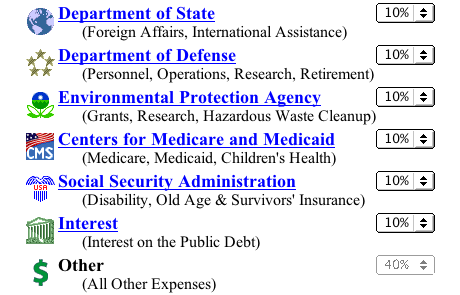 Department of State 10%
(Foreign Affairs, International Assistance)
Department of Defense 10%
(Personnel, Operations, Research, Retirement)
Environmental Protection Agency 10%
(Grants, Research, Hazardous Waste Cleanup)
CMS Centers for Medicare and Medicaid 10%
(Medicare, Medicaid, Children's Health)
USA Social Security Administration 10%
(Disability, Old Age & Survivors' Insurance)
Interest 10%
(Interest on the Public Debt)
$ Other 40%
(All Other Expenses)